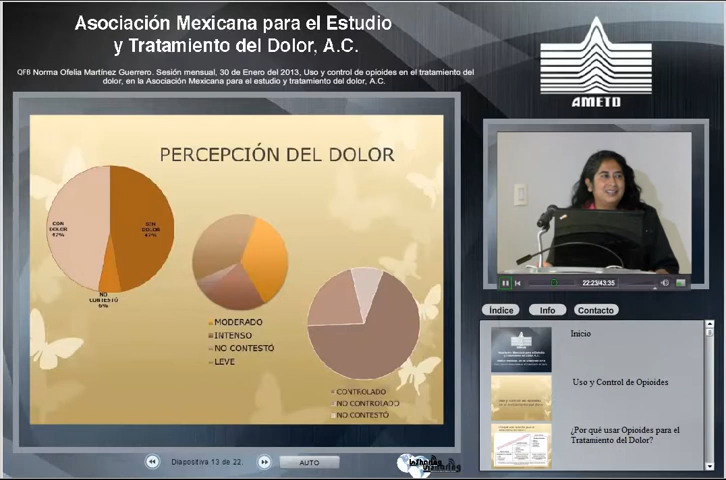 Asociación Mexicana para el Estudio
y Tratamiento del Dolor, A.C.
QFB Norma Ofelia Martínez Guerrero. Sesión mensual, 30 de Enero del 2013, Uso y control de opioides en el tratamiento del
dolor, en la Asociación Mexicana para el estudio y tratamiento del dolor, A.C.
AMETD
PERCEPCIÓN DEL DOLOR
CON
DOLOR
47%
47%
NO
CONTESTÓ
6%
MODERADO
INTENSO
NO CONTESTÓ
LEVE
CONTROLADO
NO CONTROLADO
NO CONTESTÓ
22:23/43:35
Indice
Info
Contacto
Inicio
Uso y Control de Opioides
¿Por qué usar Opioides para el
Tratamiento del Dolor?
Diapositiva 13 de 22.
AUTO